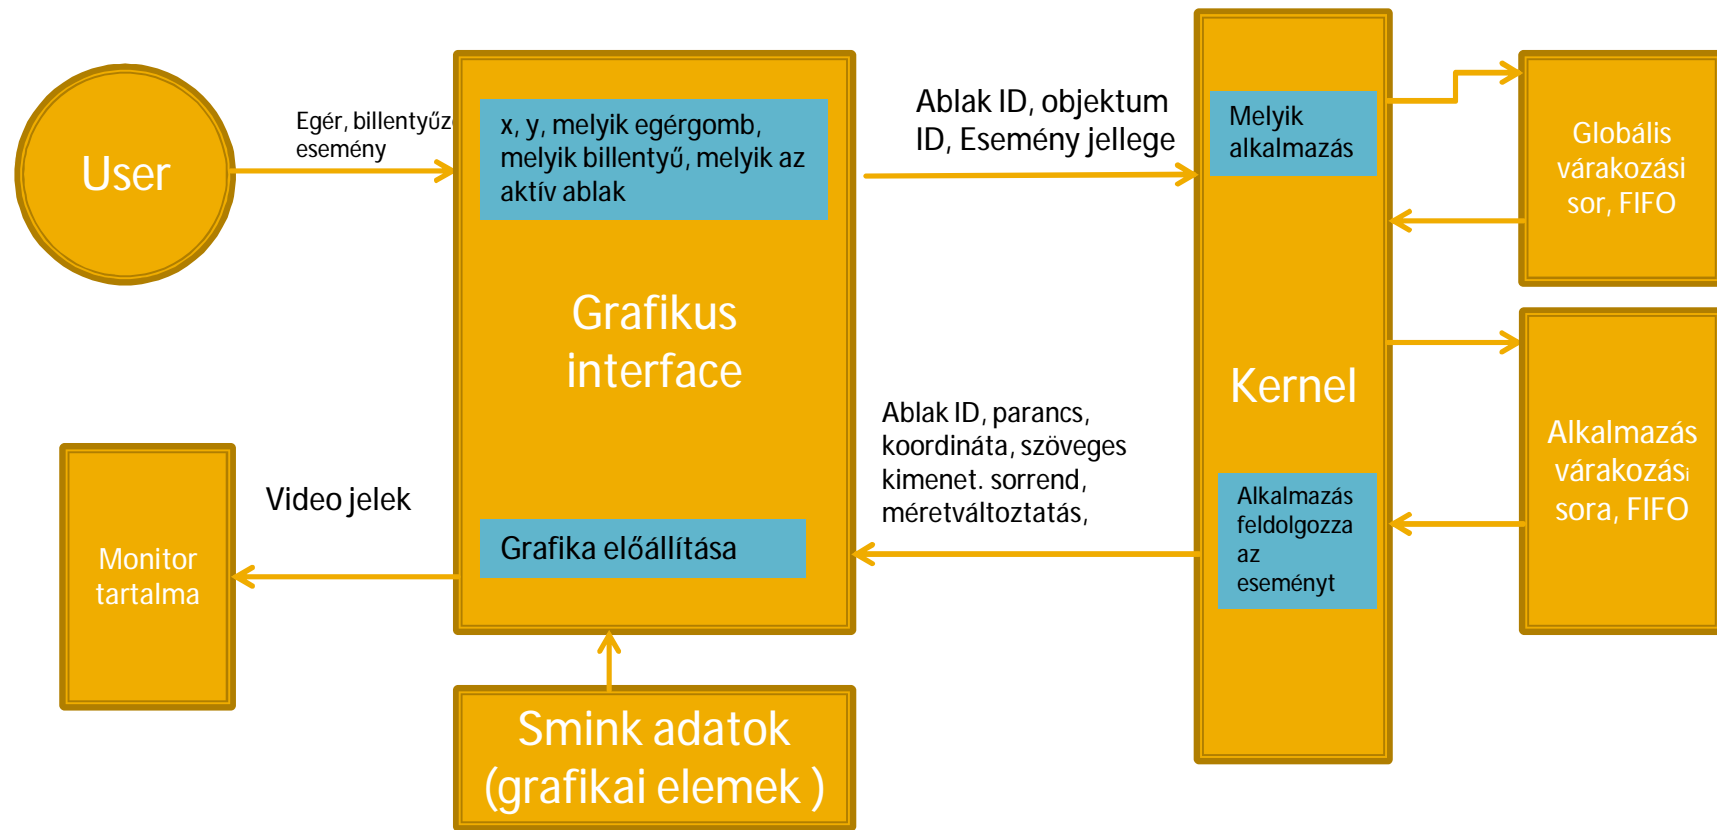 User
Egér, billentyűz
esemény
x, y, melyik egérgomb,
melyik billentyű, melyik az
aktív ablak
Grafikus
interface
Grafika előállítása
Ablak ID, objektum
ID, Esemény jellege
Melyik
alkalmazás
Kernel
Globális
várakozási
sor, FIFO
Alkalmazás
várakozási
sora, FIFO
Alkalmazás
feldolgozza
az
eseményt
Ablak ID, parancs,
koordináta, szöveges
kimenet. sorrend,
méretváltoztatás,
Video jelek
Monitor
tartalma
Smink adatok
(grafikai elemek )